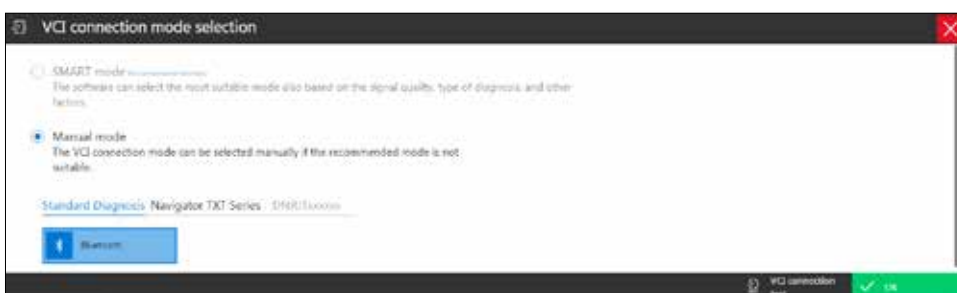 VCI connection mode selection
SMART mode
The software can select the most suitable mode also based on the signal quality, type of diagnosis, and other
factors.
Manual mode
The VCI connection mode can be selected manually if the recommended mode is not
suitable.
Standard Diagnosis Navigator TXT Series
Bluetooth
VCI connection
OK